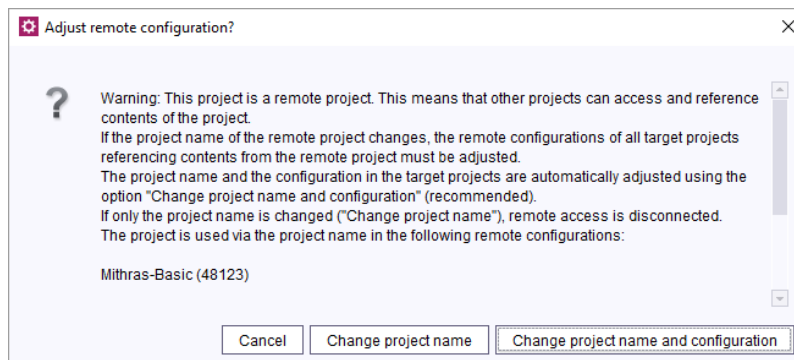 Adjust remote configuration?
Warning: This project is a remote project. This means that other projects can access and reference
contents of the project.
If the project name of the remote project changes, the remote configurations of all target projects
referencing contents from the remote project must be adjusted.
The project name and the configuration in the target projects are automatically adjusted using the
option "Change project name and configuration" (recommended).
If only the project name is changed ("Change project name"), remote access is disconnected.
The project is used via the project name in the following remote configurations:
Mithras-Basic (48123)
Cancel Change project name Change project name and configuration